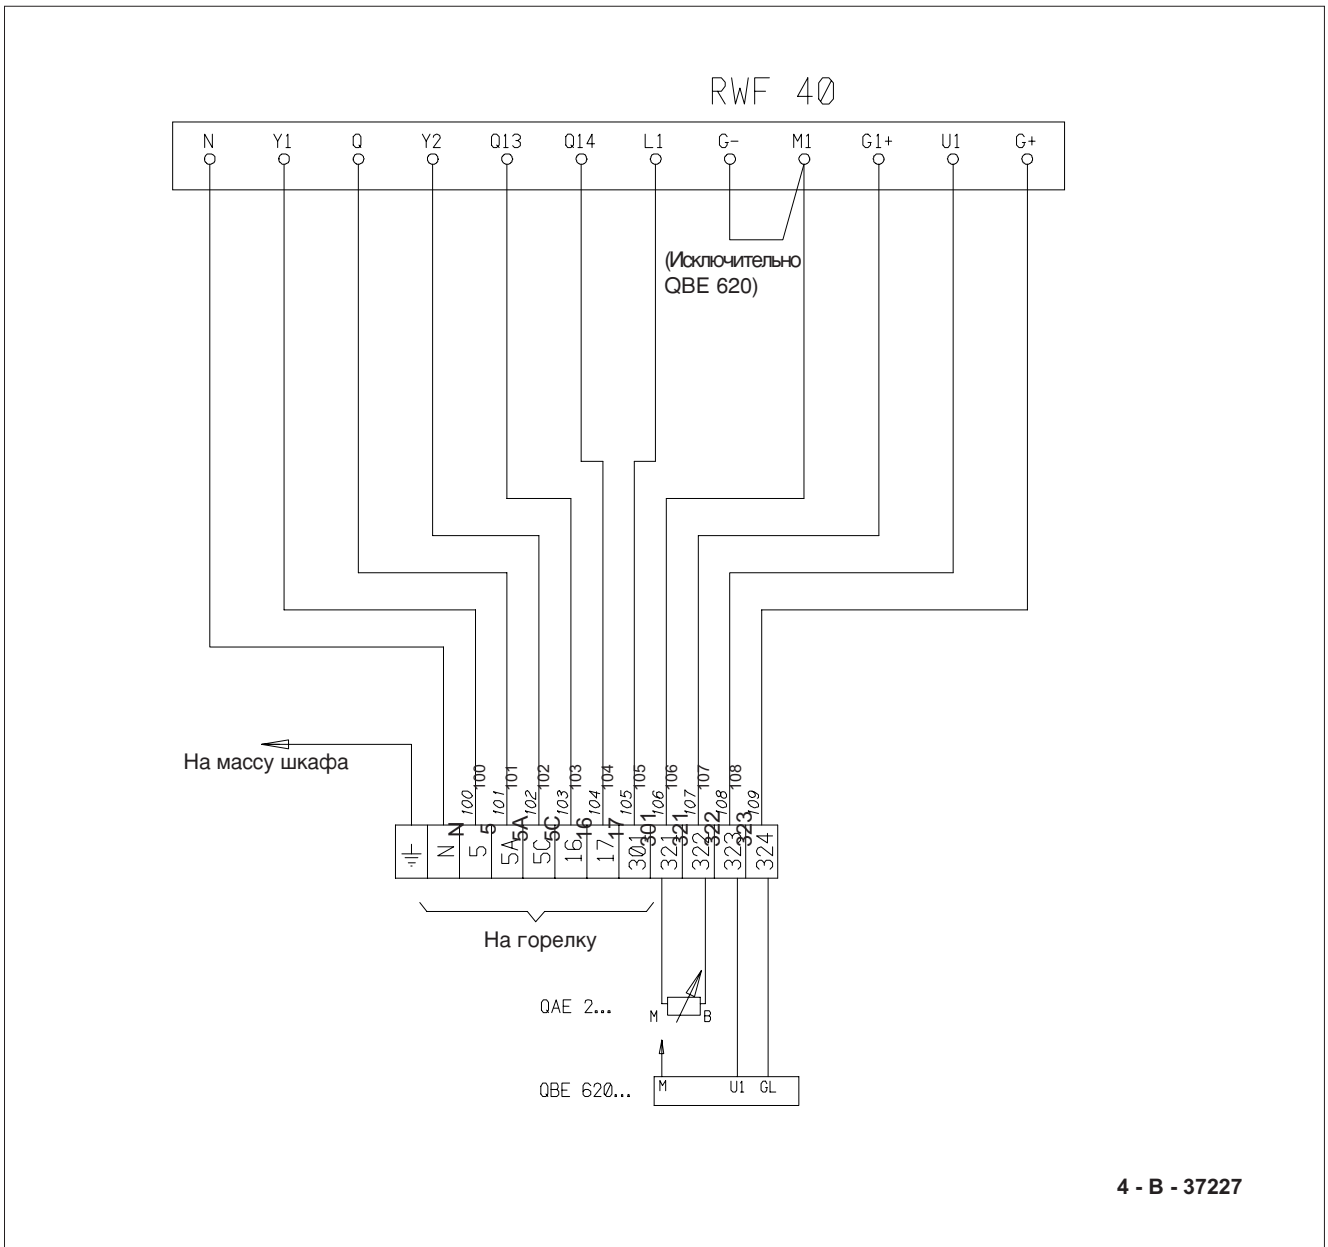 RWF 40
N Y1 Q Y2 Q13 Q14 L1 G- M1 G1+ U1 G+
(Исключительно
QBE 620)
На массу шкафа
100 101 102 103 104 105 106 107 108
100 101 102 103 104 105 106 107 108 109
N 5 5A 5C 16 17 301 321 322 323
N 5 5A 5C 16 17 301 321 322 323 324
На горелку
QAE 2... M B
QBE 620... M U1 GL
4 - B - 37227